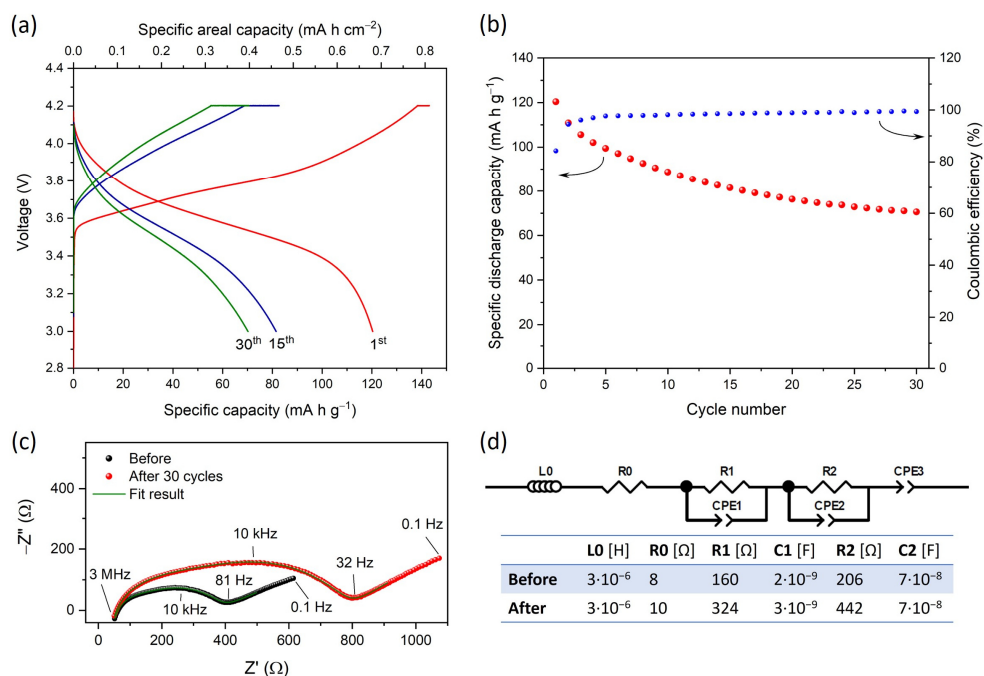 (a)
Specific areal capacity (mA h cm⁻²)
0.0 0.1 0.2 0.3 0.4 0.5 0.6 0.7 0.8
4.4
4.2
4.0
3.8
3.6
3.4
3.2
3.0
2.8
Voltage (V)
30ᵗʰ 15ᵗʰ 1ˢᵗ
0 20 40 60 80 100 120 140
Specific capacity (mA h g⁻¹)
(b)
Specific discharge capacity (mA h g⁻¹)
140
120
100
80
60
40
20
0
120
100
80
60
40
20
0
Coulombic efficiency (%)
0 5 10 15 20 25 30
Cycle number
(c)
Before
After 30 cycles
Fit result
−Z" (Ω)
400
200
0
3 MHz
10 kHz
81 Hz
0.1 Hz
10 kHz
32 Hz
0.1 Hz
0 200 400 600 800 1000
Z' (Ω)
(d)
L0 R0 R1 R2 CPE3
CPE1 CPE2
L0 [H] R0 [Ω] R1 [Ω] C1 [F] R2 [Ω] C2 [F]
Before 3·10⁻⁶ 8 160 2·10⁻⁹ 206 7·10⁻⁸
After 3·10⁻⁶ 10 324 3·10⁻⁹ 442 7·10⁻⁸